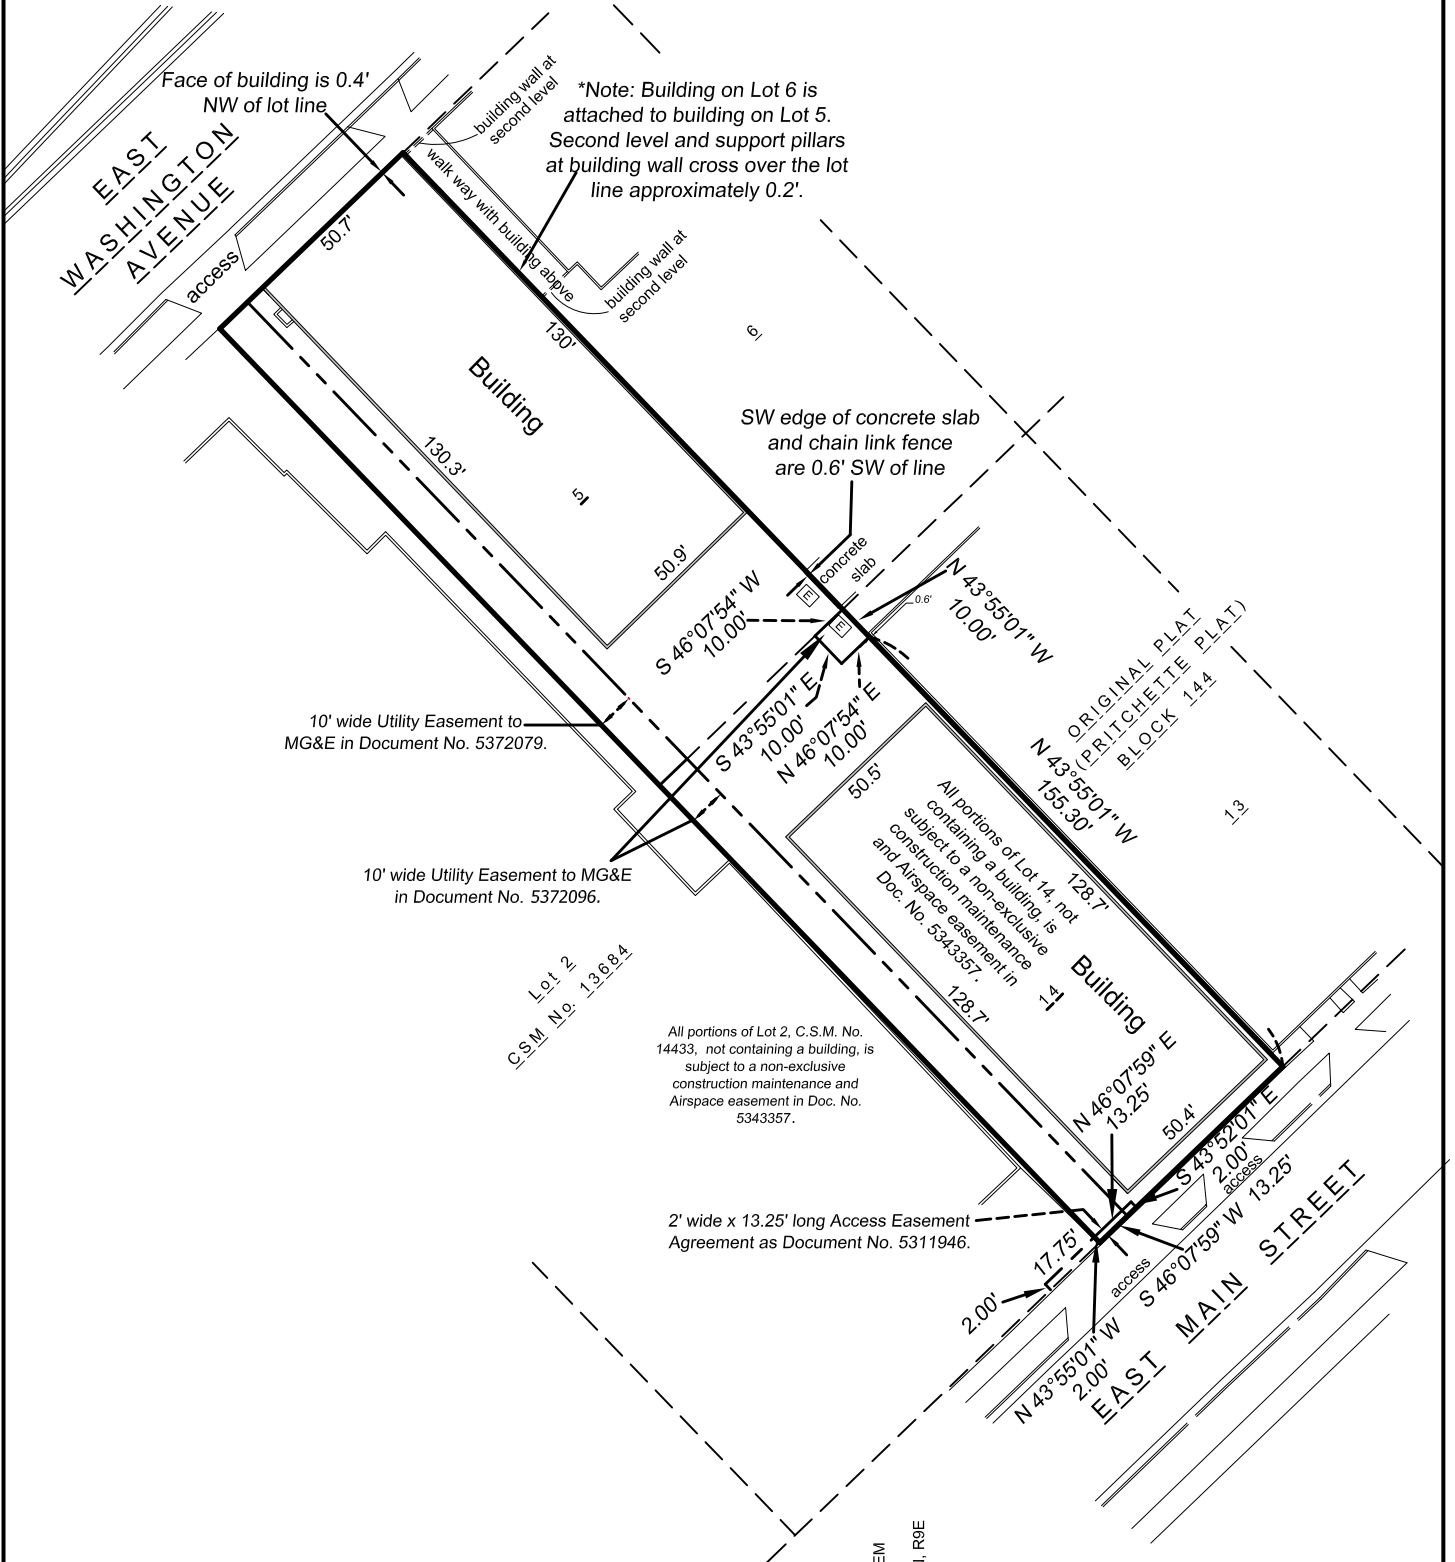 Face of building is 0.4'
NW of lot line
EAST
WASHINGTON
AVENUE
access
50.7'
building wall at
second level
*Note: Building on Lot 6 is
attached to building on Lot 5.
Second level and support pillars
at building wall cross over the lot
line approximately 0.2'.
walk way with building above
building wall at
second level
130'
6
Building
130.3'
5
50.9'
SW edge of concrete slab
and chain link fence
are 0.6' SW of line
concrete
slab
E
E
0.6'
N 43°55'01" W
10.00'
S 46°07'54" W
10.00'
S 43°55'01" E
10.00'
N 46°07'54" E
10.00'
10' wide Utility Easement to
MG&E in Document No. 5372079.
10' wide Utility Easement to MG&E
in Document No. 5372096.
ORIGINAL PLAT
(PRITCHETTE PLAT)
BLOCK 144
N 43°55'01" W
155.30'
13
50.5'
All portions of Lot 14, not
containing a building, is
subject to a non-exclusive
construction maintenance
and Airspace easement in
Doc. No. 5343357.
128.7'
128.7'
14
Building
Lot 2
CSM No. 13684
All portions of Lot 2, C.S.M. No.
14433, not containing a building, is
subject to a non-exclusive
construction maintenance and
Airspace easement in Doc. No.
5343357.
N 46°07'59" E
13.25'
50.4'
S 43°52'01" E
2.00'
access
S 46°07'59" W 13.25'
2' wide x 13.25' long Access Easement
Agreement as Document No. 5311946.
17.75'
2.00'
access
N 43°55'01" W
2.00'
EAST MAIN STREET
EM
, R9E